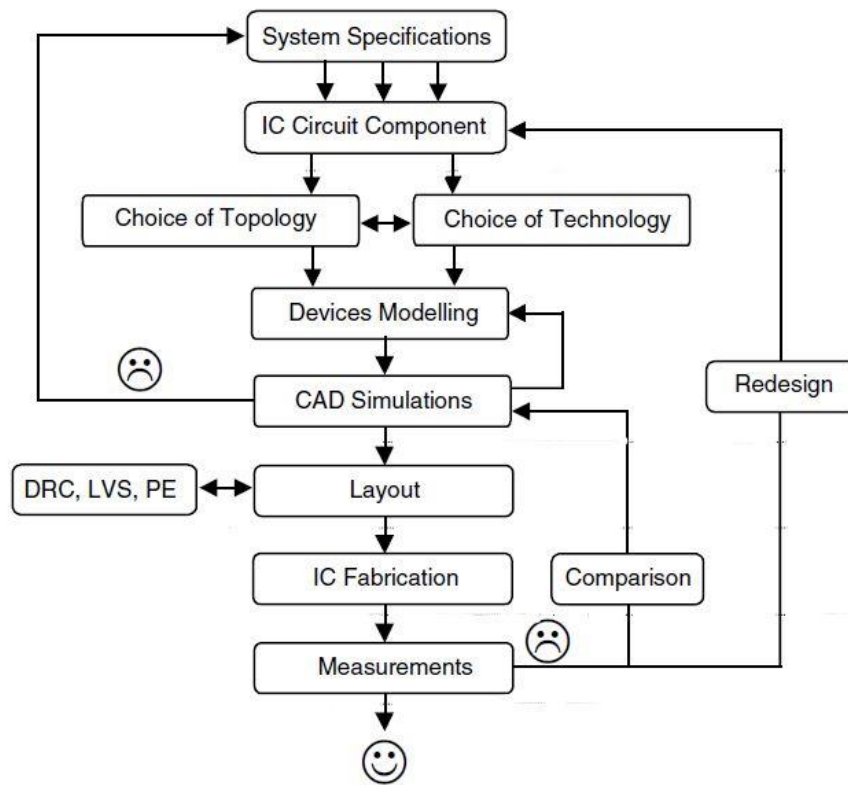 System Specifications
IC Circuit Component
Choice of Topology
Choice of Technology
Devices Modelling
Redesign
CAD Simulations
DRC, LVS, PE
Layout
IC Fabrication
Comparison
Measurements